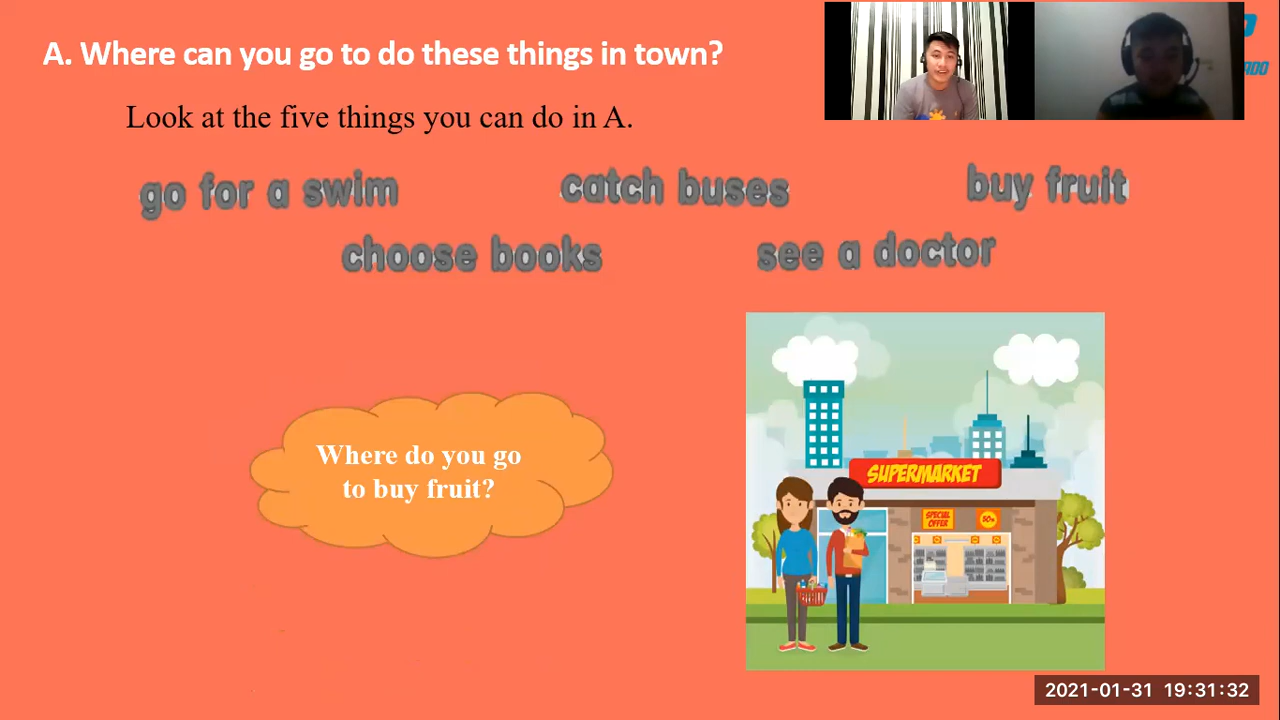 A. Where can you go to do these things in town?
Look at the five things you can do in A.
go for a swim catch buses buy fruit
choose books see a doctor
Where do you go
to buy fruit?
SUPERMARKET
SPECIAL
OFFER
50%
2021-01-31 19:31:32